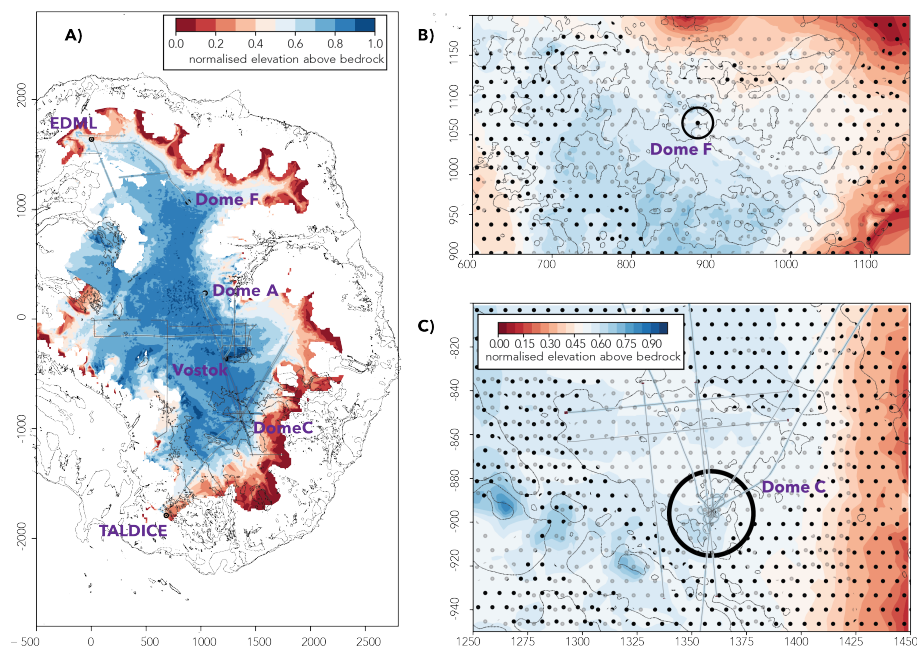 A)
0.0 0.2 0.4 0.6 0.8 1.0
normalised elevation above bedrock
2000
1000
0
-1000
-2000
EDML
Dome F
Dome A
Vostok
DomeC
TALDICE
−500 0 500 1000 1500 2000 2500
B)
1150
1100
1050
1000
950
900
Dome F
600 700 800 900 1000 1100
C)
0.00 0.15 0.30 0.45 0.60 0.75 0.90
normalised elevation above bedrock
-820
-840
-860
-880
-900
-920
-940
Dome C
1250 1275 1300 1325 1350 1375 1400 1450